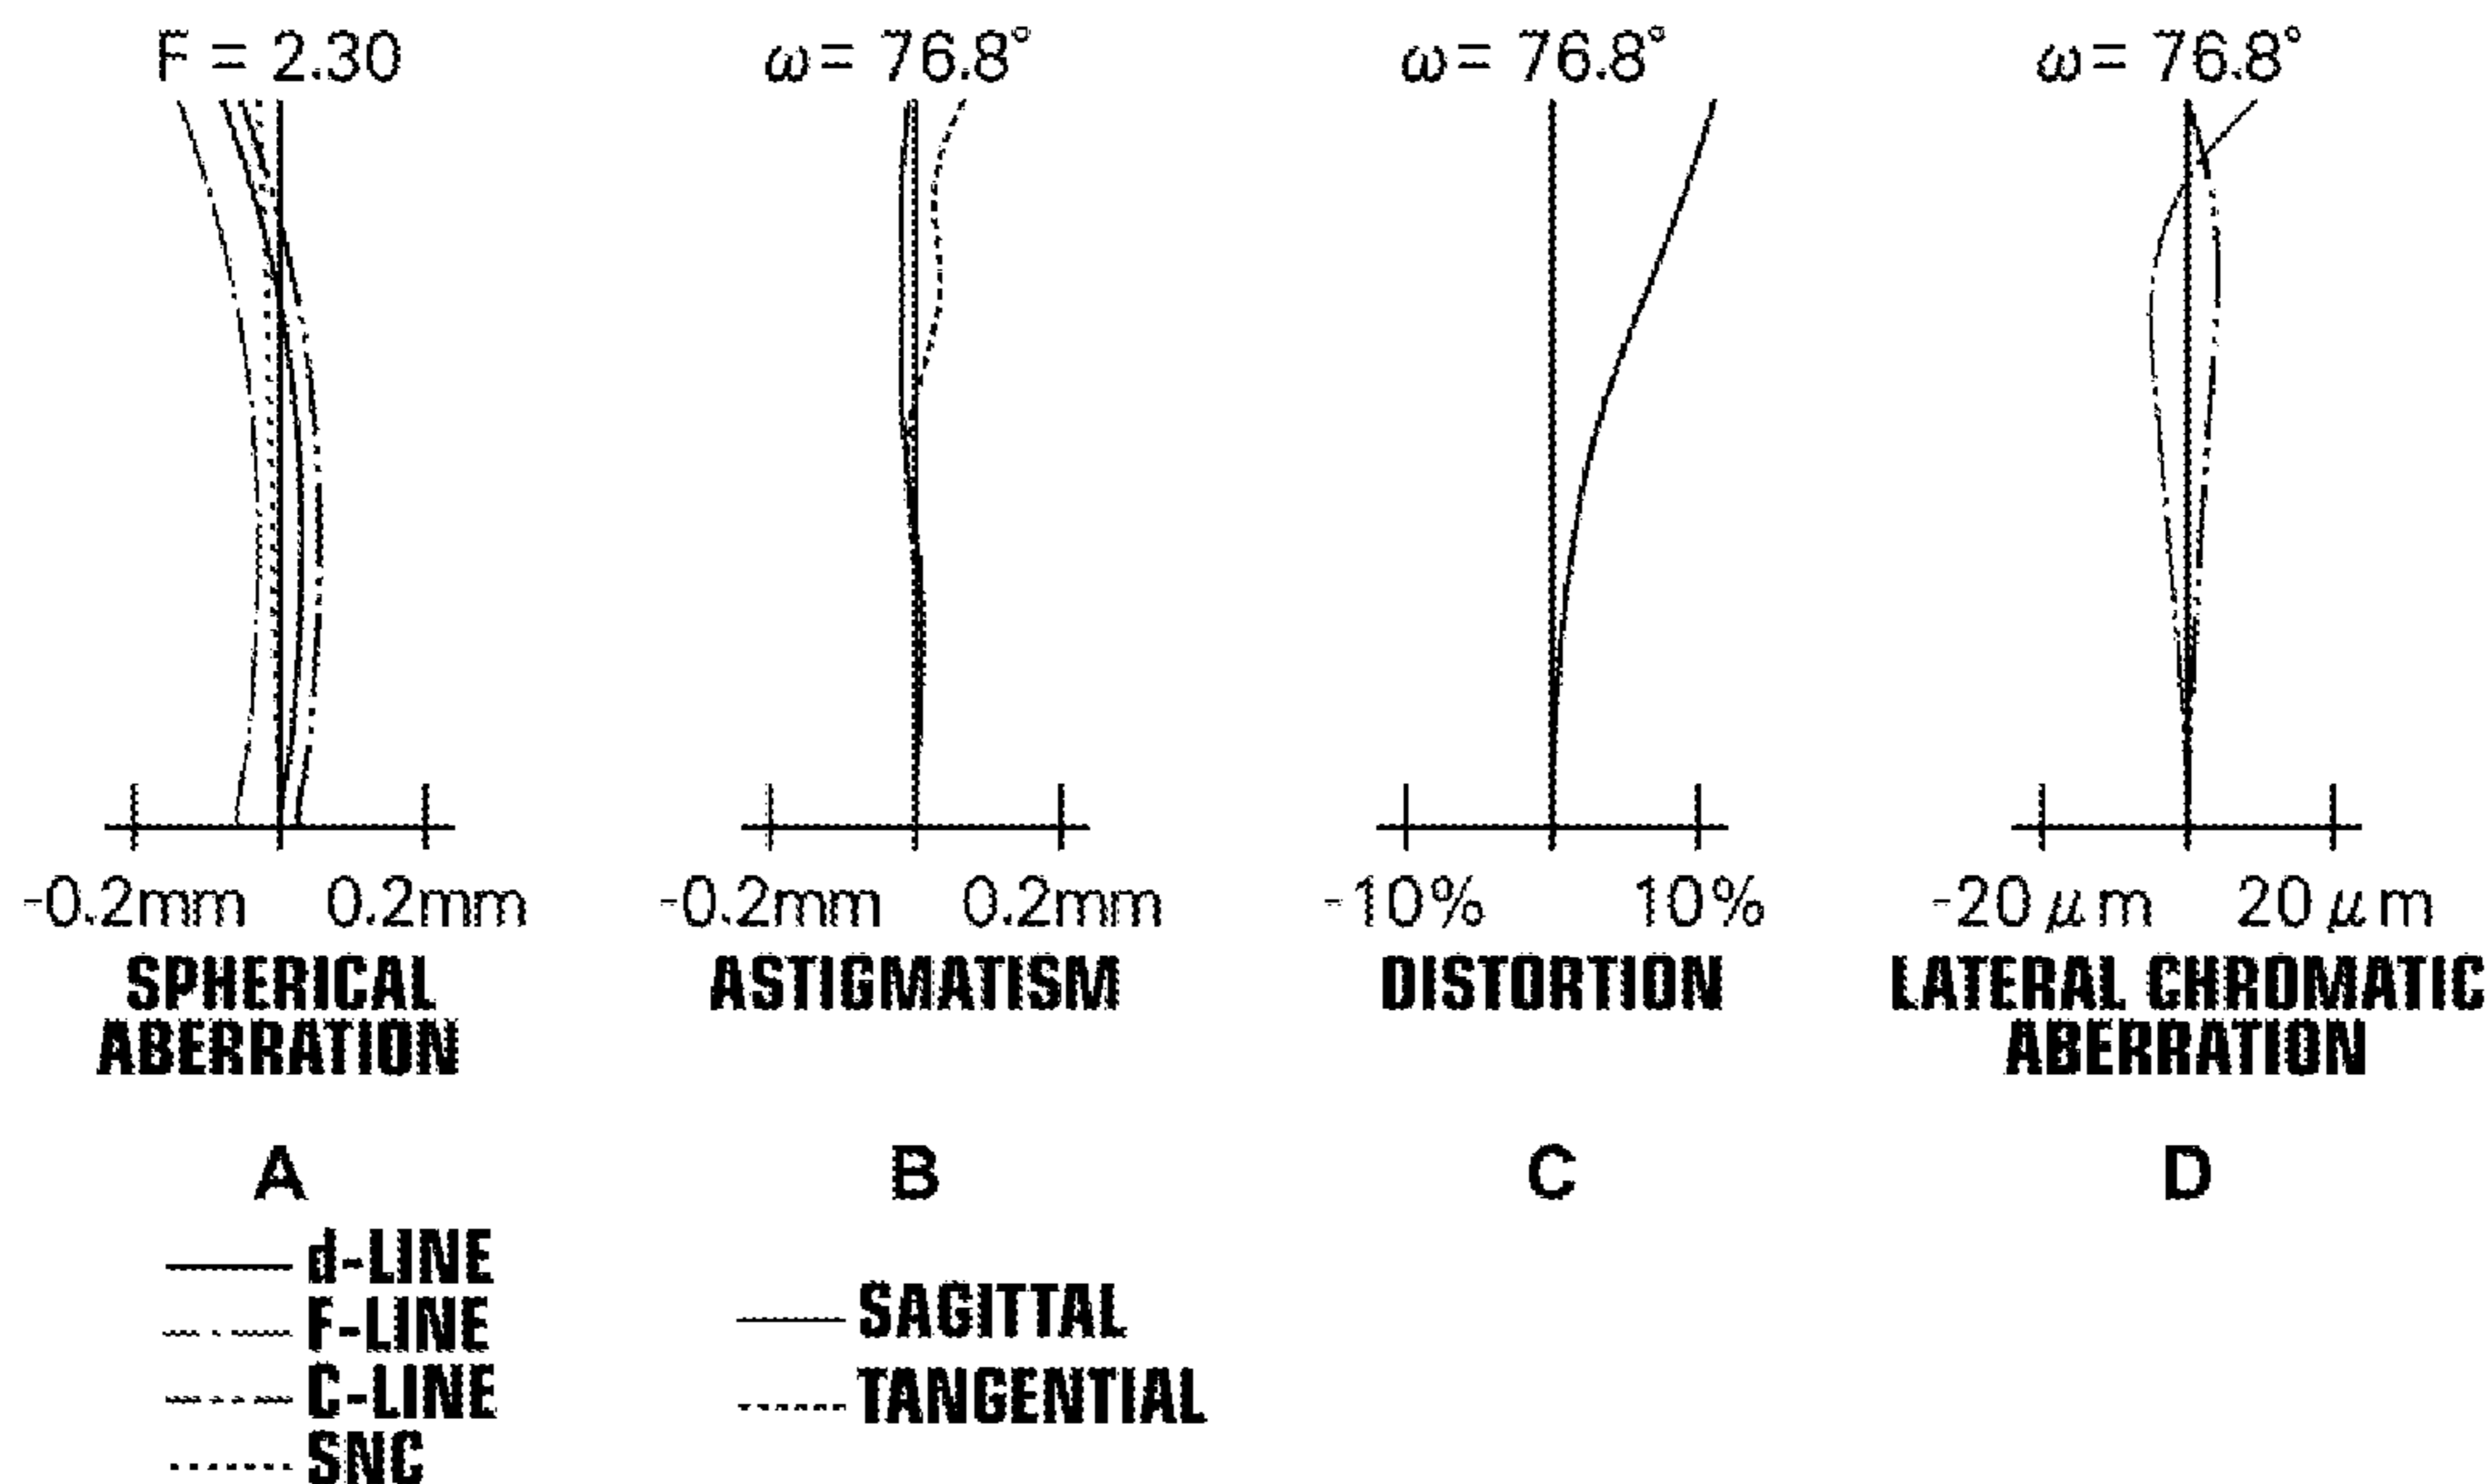 F = 2.30
ω= 76.8°
ω= 76.8°
ω= 76.8°
-0.2mm 0.2mm
-0.2mm 0.2mm
-10% 10%
-20μm 20μm
SPHERICAL
ABERRATION
ASTIGMATISM
DISTORTION
LATERAL CHROMATIC
ABERRATION
A
B
C
D
d-LINE
F-LINE
C-LINE
SNC
SAGITTAL
TANGENTIAL